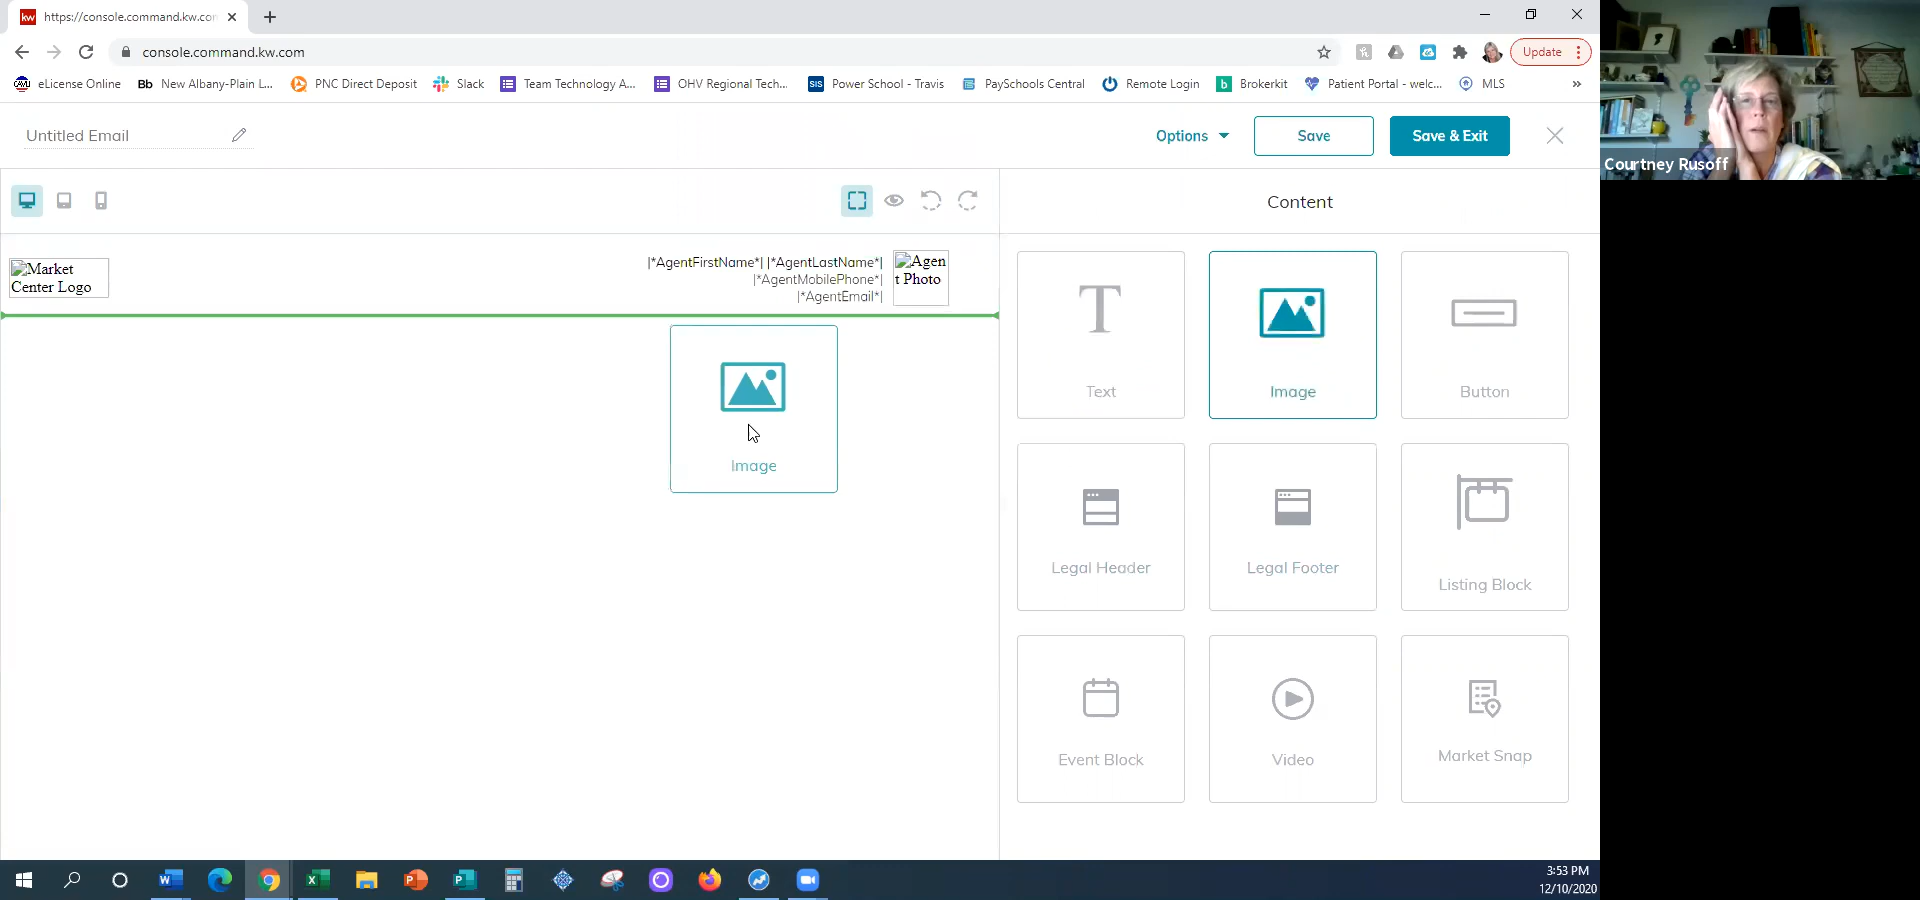 kw
https://console.command.kw.com
console.command.kw.com
Update
eLicense Online
Bb New Albany-Plain L...
PNC Direct Deposit
Slack
Team Technology A...
OHV Regional Tech...
SIS Power School - Travis
PaySchools Central
Remote Login
b Brokerkit
Patient Portal - welc...
MLS
»
Untitled Email
Options
Save
Save & Exit
Courtney Rusoff
Content
Market
Center Logo
|*AgentFirstName*| |*AgentLastName*|
|*AgentMobilePhone*|
|*AgentEmail*|
Agen
t Photo
Image
T
Text
Image
Button
Legal Header
Legal Footer
Listing Block
Event Block
Video
Market Snap
3:53 PM
12/10/2020